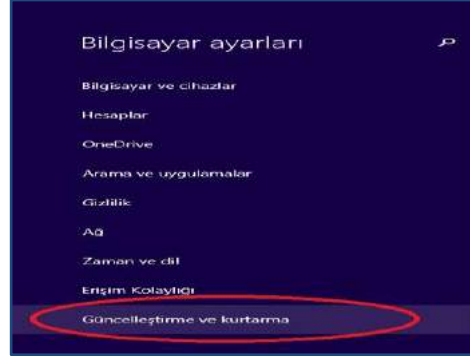 Bilgisayar ayarları
Bilgisayar ve cihazlar
Hesaplar
OneDrive
Arama ve uygulamalar
Gizlilik
Ağ
Zaman ve dil
Erişim Kolaylığı
Güncelleştirme ve kurtarma